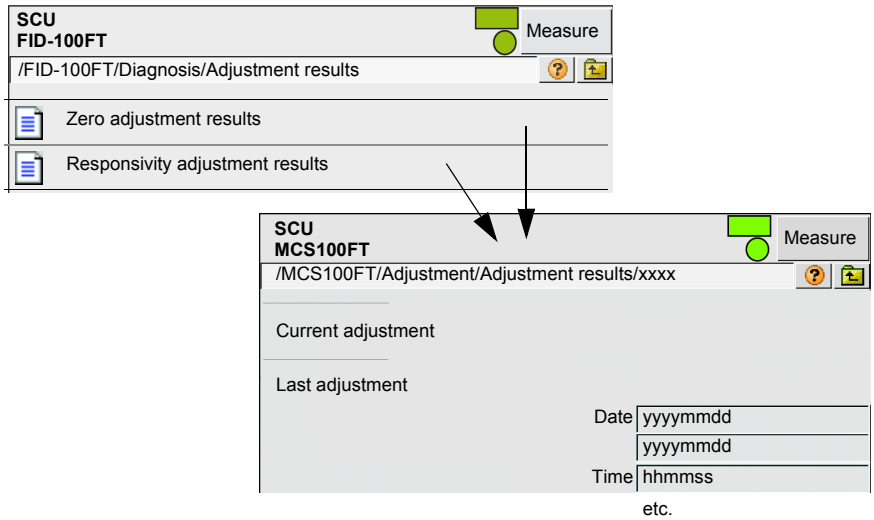 SCU
FID-100FT
Measure
/FID-100FT/Diagnosis/Adjustment results
Zero adjustment results
Responsivity adjustment results
SCU
MCS100FT
Measure
/MCS100FT/Adjustment/Adjustment results/xxxx
Current adjustment
Last adjustment
Date yyyymmdd
yyyymmdd
Time hhmmss
etc.